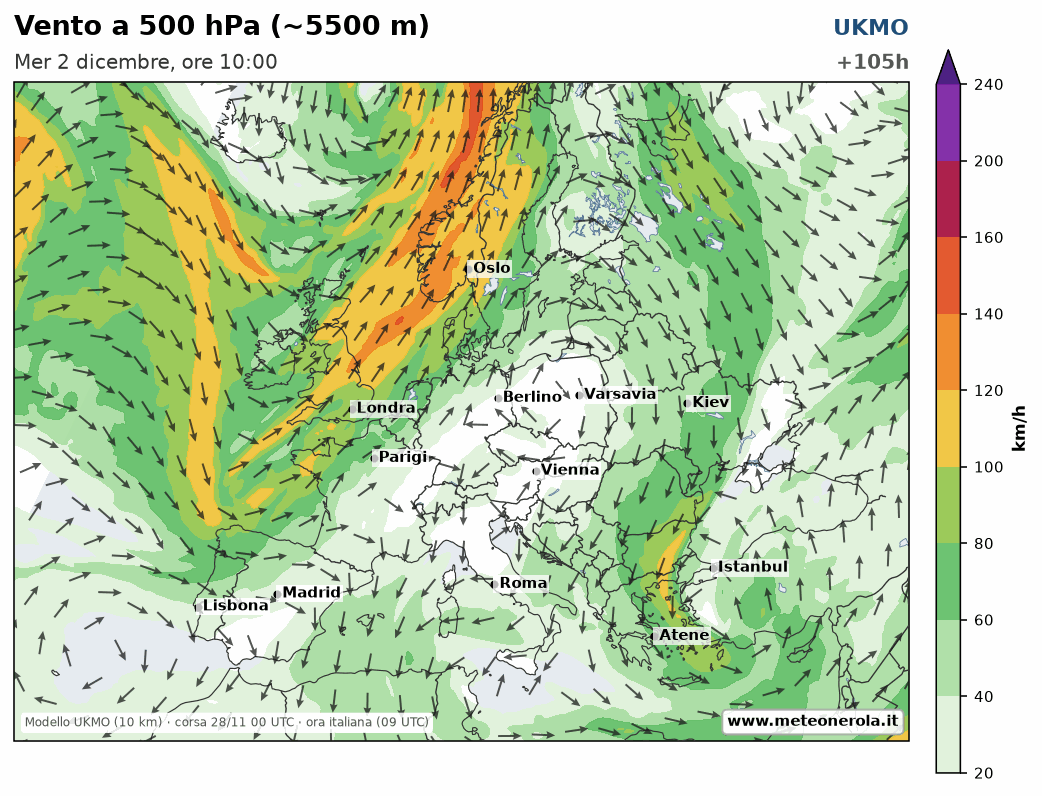 Vento a 500 hPa (~5500 m)
UKMO
Mer 2 dicembre, ore 10:00
+105h
240
200
160
140
120
100
80
60
40
20
km/h
Oslo
Berlino
Varsavia
Kiev
Londra
Parigi
Vienna
Istanbul
Roma
Madrid
Lisbona
Atene
Modello UKMO (10 km) · corsa 28/11 00 UTC · ora italiana (09 UTC)
www.meteonerola.it